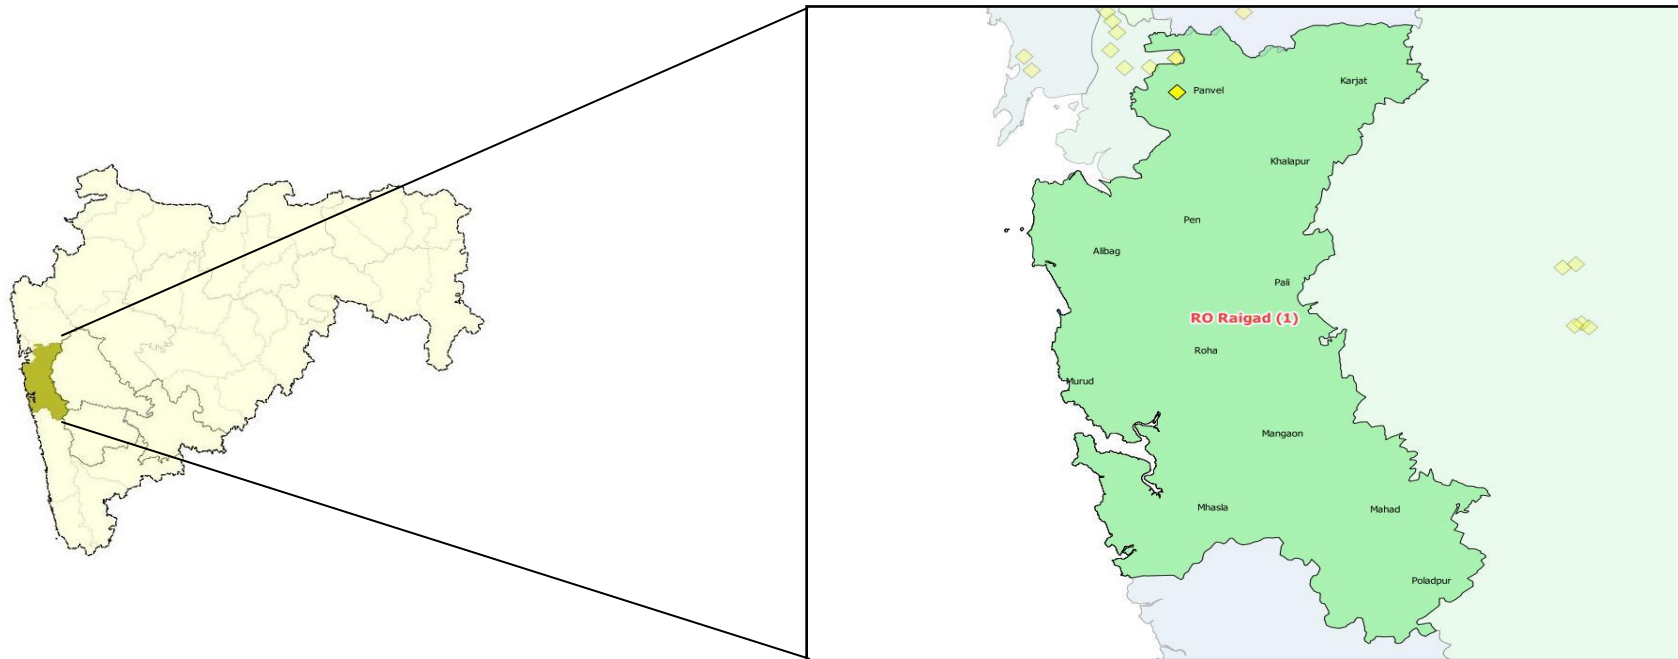 Karjat
Panvel
Khalapur
Pen
Alibag
Pali
RO Raigad (1)
Roha
Murud
Mangaon
Mhasla
Mahad
Poladpur